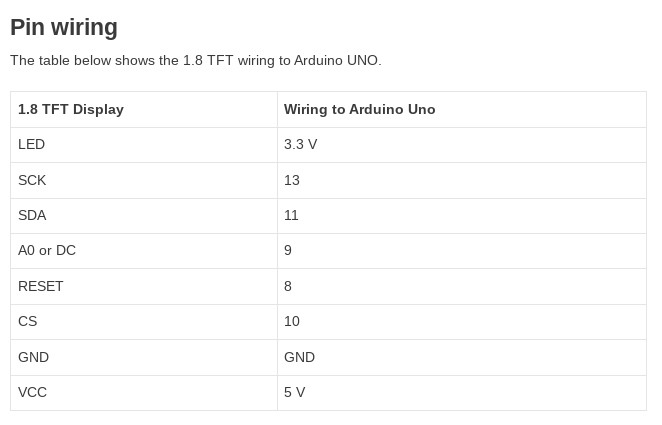 Pin wiring
The table below shows the 1.8 TFT wiring to Arduino UNO.
1.8 TFT Display Wiring to Arduino Uno
LED 3.3 V
SCK 13
SDA 11
A0 or DC 9
RESET 8
CS 10
GND GND
VCC 5 V